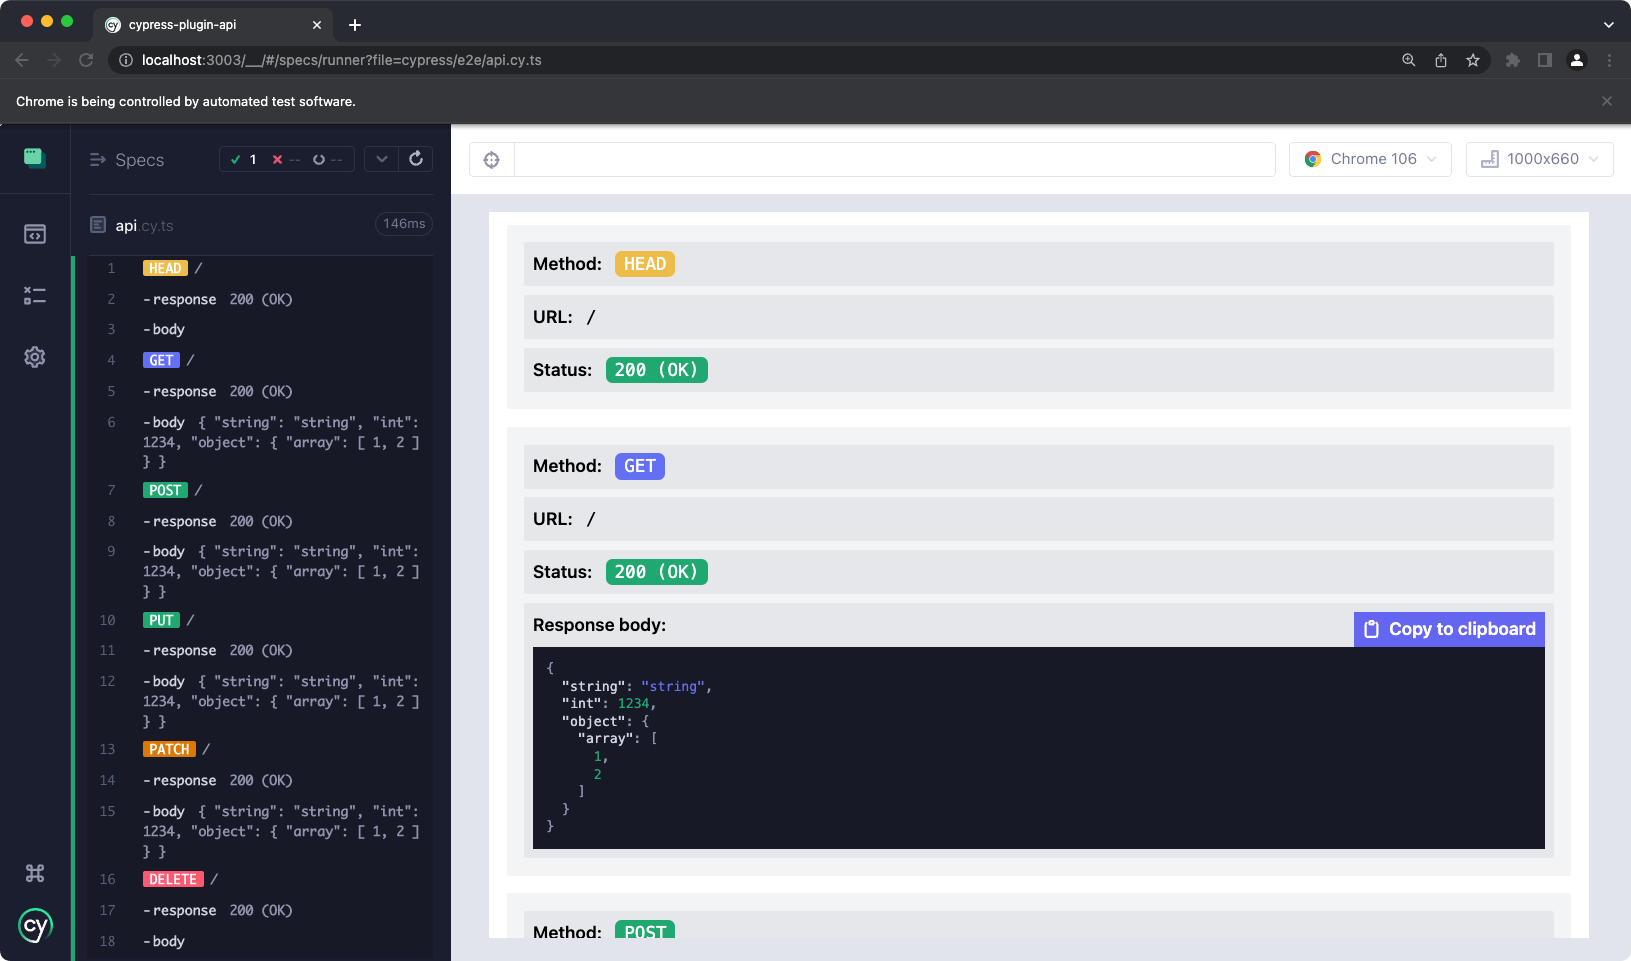 cypress-plugin-api
localhost:3003/__/#/specs/runner?file=cypress/e2e/api.cy.ts
Chrome is being controlled by automated test software.
Specs
1 -- --
api.cy.ts 146ms
1 HEAD /
2 -response 200 (OK)
3 -body
4 GET /
5 -response 200 (OK)
6 -body { "string": "string", "int":
1234, "object": { "array": [ 1, 2 ]
} }
7 POST /
8 -response 200 (OK)
9 -body { "string": "string", "int":
1234, "object": { "array": [ 1, 2 ]
} }
10 PUT /
11 -response 200 (OK)
12 -body { "string": "string", "int":
1234, "object": { "array": [ 1, 2 ]
} }
13 PATCH /
14 -response 200 (OK)
15 -body { "string": "string", "int":
1234, "object": { "array": [ 1, 2 ]
} }
16 DELETE /
17 -response 200 (OK)
18 -body
cy
Chrome 106
1000x660
Method: HEAD
URL: /
Status: 200 (OK)
Method: GET
URL: /
Status: 200 (OK)
Response body:
Copy to clipboard
{
"string": "string",
"int": 1234,
"object": {
"array": [
1,
2
]
}
}
Method: POST